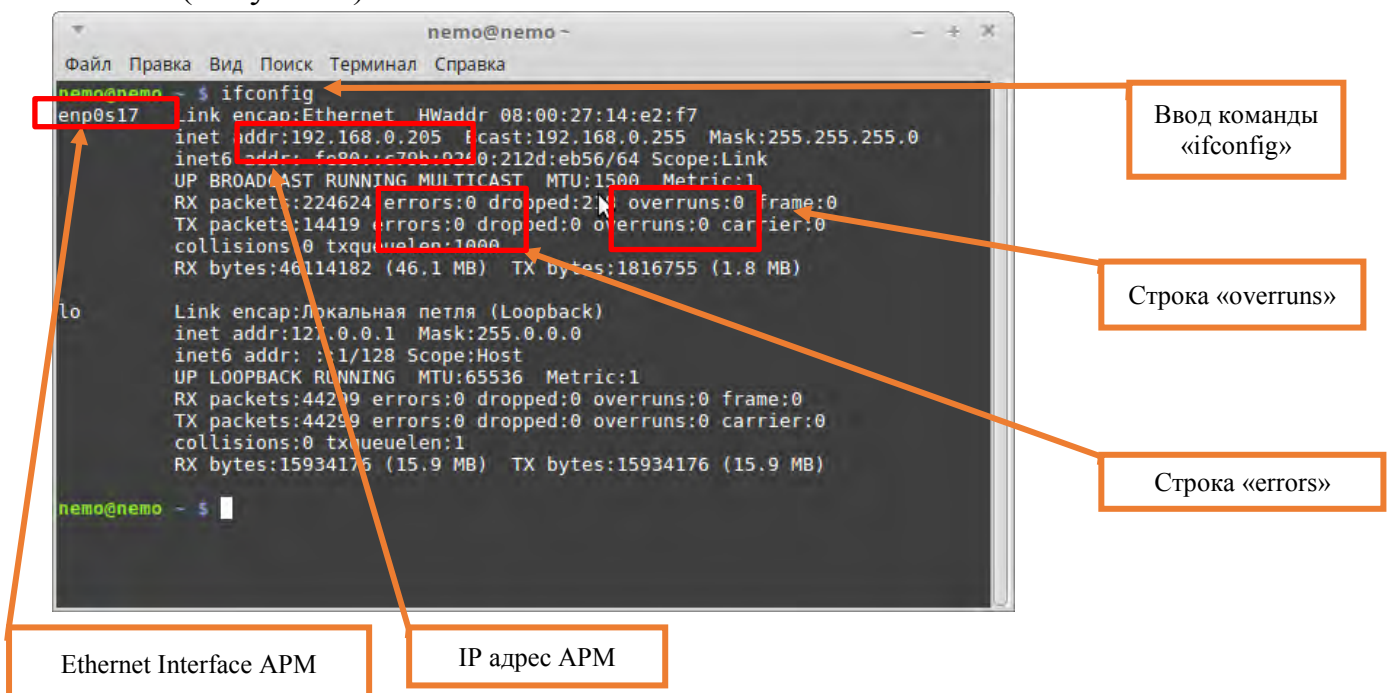 nemo@nemo ~
Файл Правка Вид Поиск Терминал Справка
nemo@nemo ~ $ ifconfig
enp0s17 Link encap:Ethernet HWaddr 08:00:27:14:e2:f7
inet addr:192.168.0.205 Bcast:192.168.0.255 Mask:255.255.255.0
inet6 addr: Scope:Link
UP BROADCAST RUNNING MULTICAST MTU:1500 Metric:1
RX packets:224624 errors:0 overruns:0 frame:0
TX packets:14419 errors:0 dropped:0 overruns:0 carrier:0
collisions:0 txqueuelen:1000
RX bytes:46114182 (46.1 MB) TX bytes:1816755 (1.8 MB)
lo Link encap:Локальная петля (Loopback)
inet addr:127.0.0.1 Mask:255.0.0.0
inet6 addr: ::1/128 Scope:Host
UP LOOPBACK RUNNING MTU:65536 Metric:1
RX packets:44299 errors:0 dropped:0 overruns:0 frame:0
TX packets:44299 errors:0 dropped:0 overruns:0 carrier:0
collisions:0 txqueuelen:1
RX bytes:15934176 (15.9 MB) TX bytes:15934176 (15.9 MB)
nemo@nemo ~ $
Ввод команды
«ifconfig»
Строка «overruns»
Строка «errors»
Ethernet Interface АРМ
IP адрес АРМ